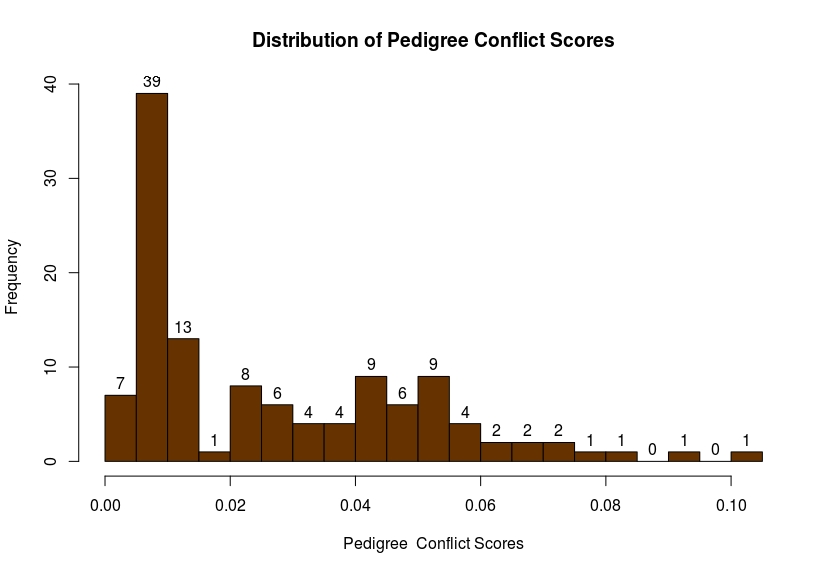 Distribution of Pedigree Conflict Scores
Frequency
40
30
20
10
0
7 39 13 1 8 6 4 4 9 6 9 4 2 2 2 1 1 0 1 0 1
0.00 0.02 0.04 0.06 0.08 0.10
Pedigree  Conflict Scores